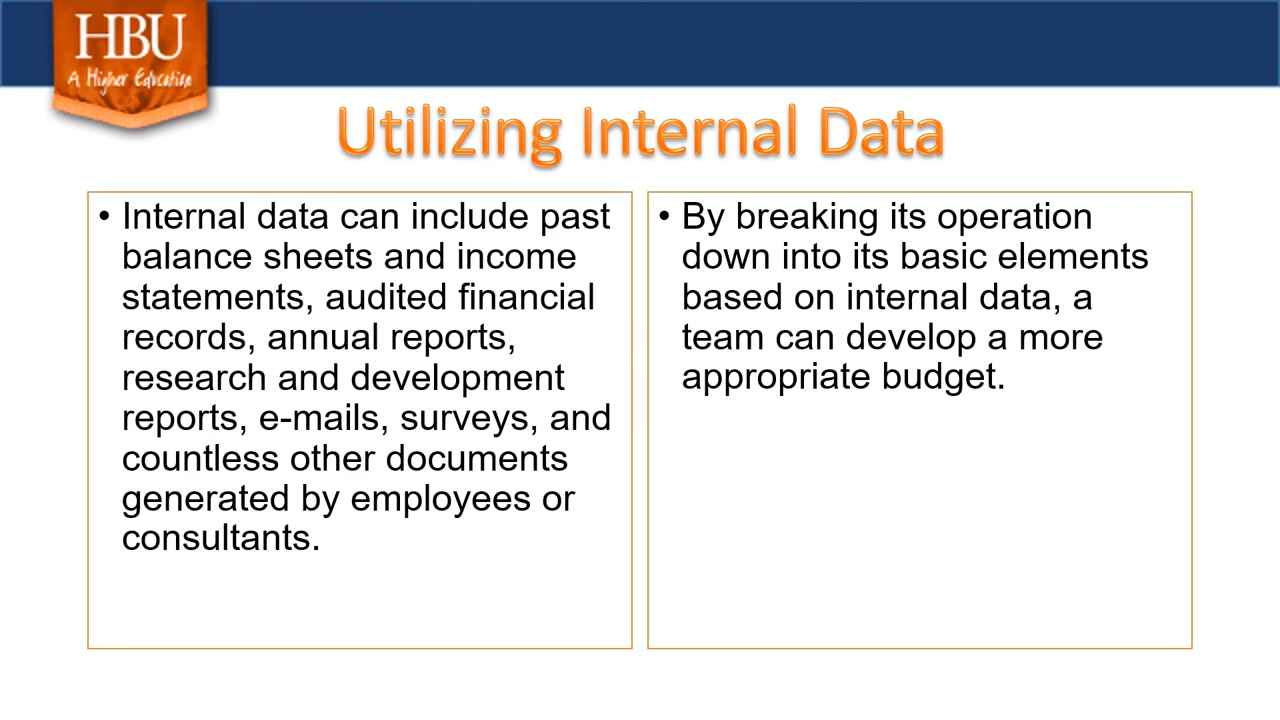 HBU
A Higher Education
Utilizing Internal Data
• Internal data can include past
balance sheets and income
statements, audited financial
records, annual reports,
research and development
reports, e-mails, surveys, and
countless other documents
generated by employees or
consultants.
• By breaking its operation
down into its basic elements
based on internal data, a
team can develop a more
appropriate budget.